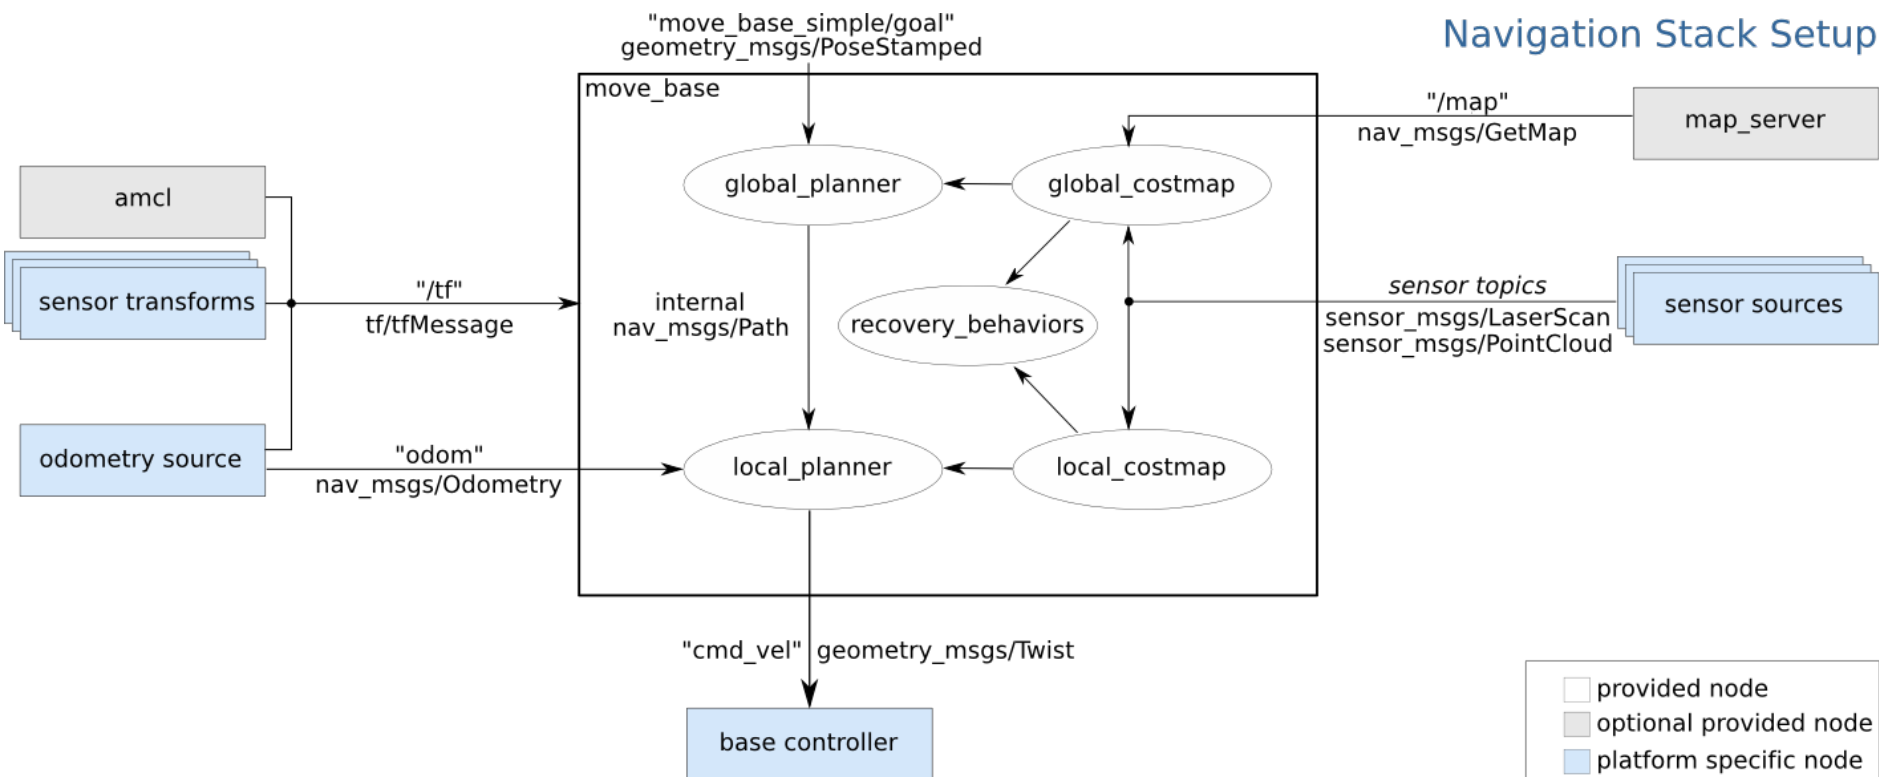 "move_base_simple/goal"
geometry_msgs/PoseStamped
Navigation Stack Setup
move_base
"/map"
nav_msgs/GetMap
map_server
amcl
global_planner
global_costmap
sensor transforms
"/tf"
tf/tfMessage
internal
nav_msgs/Path
recovery_behaviors
sensor topics
sensor_msgs/LaserScan
sensor_msgs/PointCloud
sensor sources
odometry source
"odom"
nav_msgs/Odometry
local_planner
local_costmap
"cmd_vel"
geometry_msgs/Twist
base controller
provided node
optional provided node
platform specific node